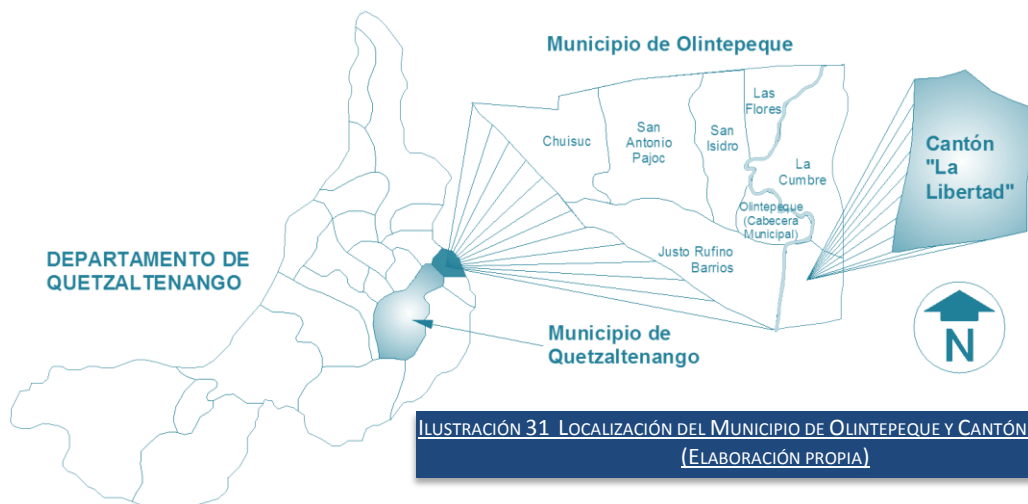 Municipio de Olintepeque
Las
Flores
Chuisuc
San
Antonio
Pajoc
San
Isidro
La
Cumbre
Cantón
"La
Libertad"
Olintepeque
(Cabecera
Municipal)
Justo Rufino
Barrios
DEPARTAMENTO DE
QUETZALTENANGO
Municipio de
Quetzaltenango
N
ILUSTRACIÓN 31 LOCALIZACIÓN DEL MUNICIPIO DE OLINTEPEQUE Y CANTÓN
(ELABORACIÓN PROPIA)